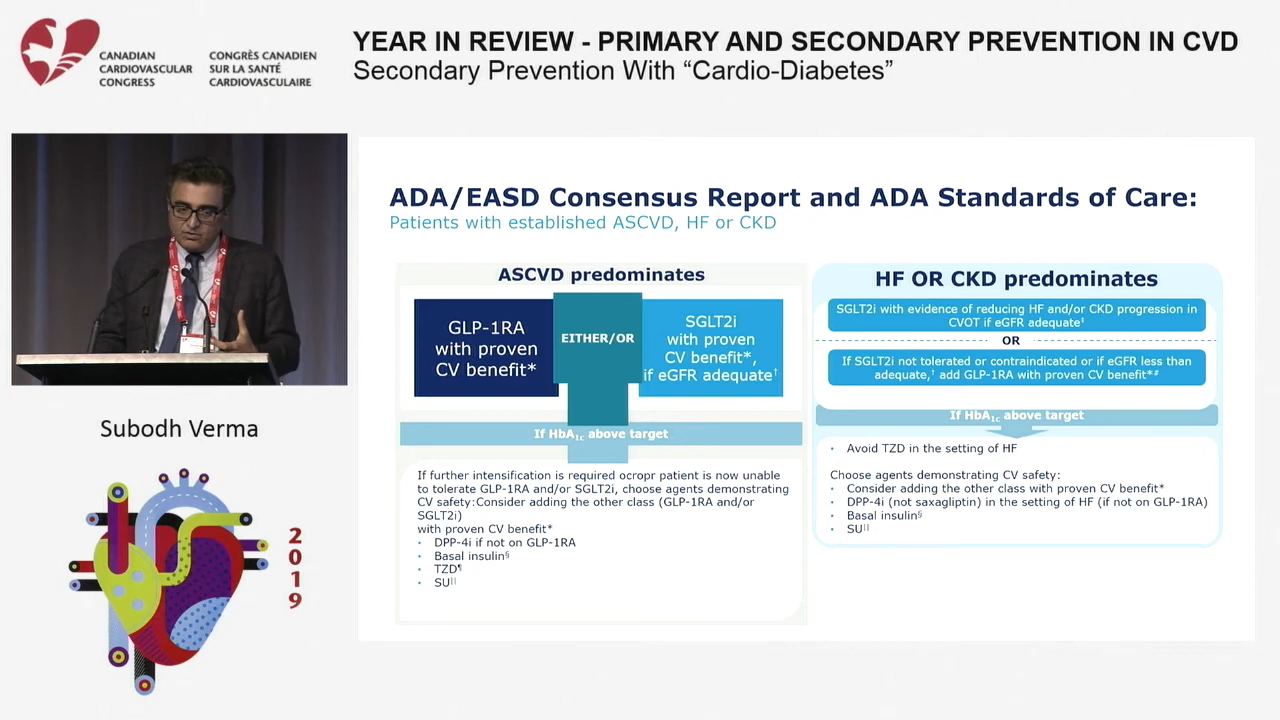 CANADIAN
CARDIOVASCULAR
CONGRESS
CONGRÈS CANADIEN
SUR LA SANTÉ
CARDIOVASCULAIRE
YEAR IN REVIEW - PRIMARY AND SECONDARY PREVENTION IN CVD
Secondary Prevention With “Cardio-Diabetes”
Subodh Verma
2019
ADA/EASD Consensus Report and ADA Standards of Care:
Patients with established ASCVD, HF or CKD
ASCVD predominates
GLP-1RA
with proven
CV benefit*
EITHER/OR
SGLT2i
with proven
CV benefit*,
if eGFR adequate†
If HbA1c above target
If further intensification is required ocropr patient is now unable
to tolerate GLP-1RA and/or SGLT2i, choose agents demonstrating
CV safety:Consider adding the other class (GLP-1RA and/or
SGLT2i)
with proven CV benefit*
• DPP-4i if not on GLP-1RA
• Basal insulin§
• TZD¶
• SU||
HF OR CKD predominates
SGLT2i with evidence of reducing HF and/or CKD progression in
CVOT if eGFR adequate†
OR
If SGLT2i not tolerated or contraindicated or if eGFR less than
adequate,† add GLP-1RA with proven CV benefit*#
If HbA1c above target
• Avoid TZD in the setting of HF
Choose agents demonstrating CV safety:
• Consider adding the other class with proven CV benefit*
• DPP-4i (not saxagliptin) in the setting of HF (if not on GLP-1RA)
• Basal insulin§
• SU||